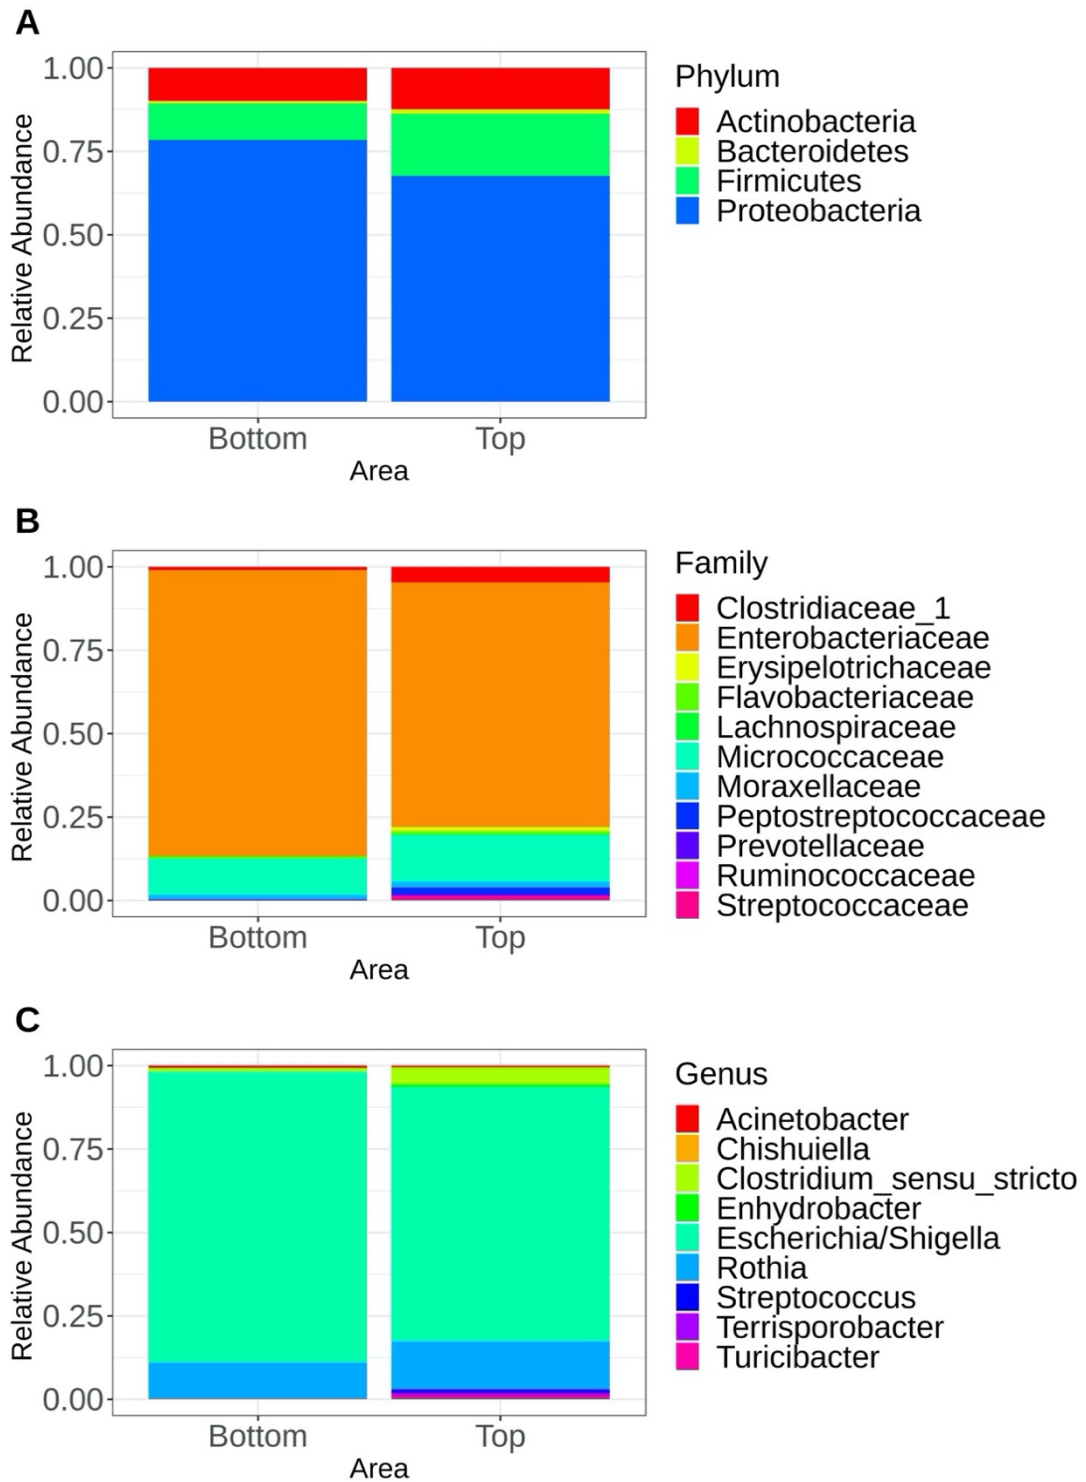 A
Relative Abundance
1.00
0.75
0.50
0.25
0.00
Bottom
Top
Area
Phylum
Actinobacteria
Bacteroidetes
Firmicutes
Proteobacteria
B
Relative Abundance
1.00
0.75
0.50
0.25
0.00
Bottom
Top
Area
Family
Clostridiaceae_1
Enterobacteriaceae
Erysipelotrichaceae
Flavobacteriaceae
Lachnospiraceae
Micrococcaceae
Moraxellaceae
Peptostreptococcaceae
Prevotellaceae
Ruminococcaceae
Streptococcaceae
C
Relative Abundance
1.00
0.75
0.50
0.25
0.00
Bottom
Top
Area
Genus
Acinetobacter
Chishuiella
Clostridium_sensu_stricto
Enhydrobacter
Escherichia/Shigella
Rothia
Streptococcus
Terrisporobacter
Turicibacter